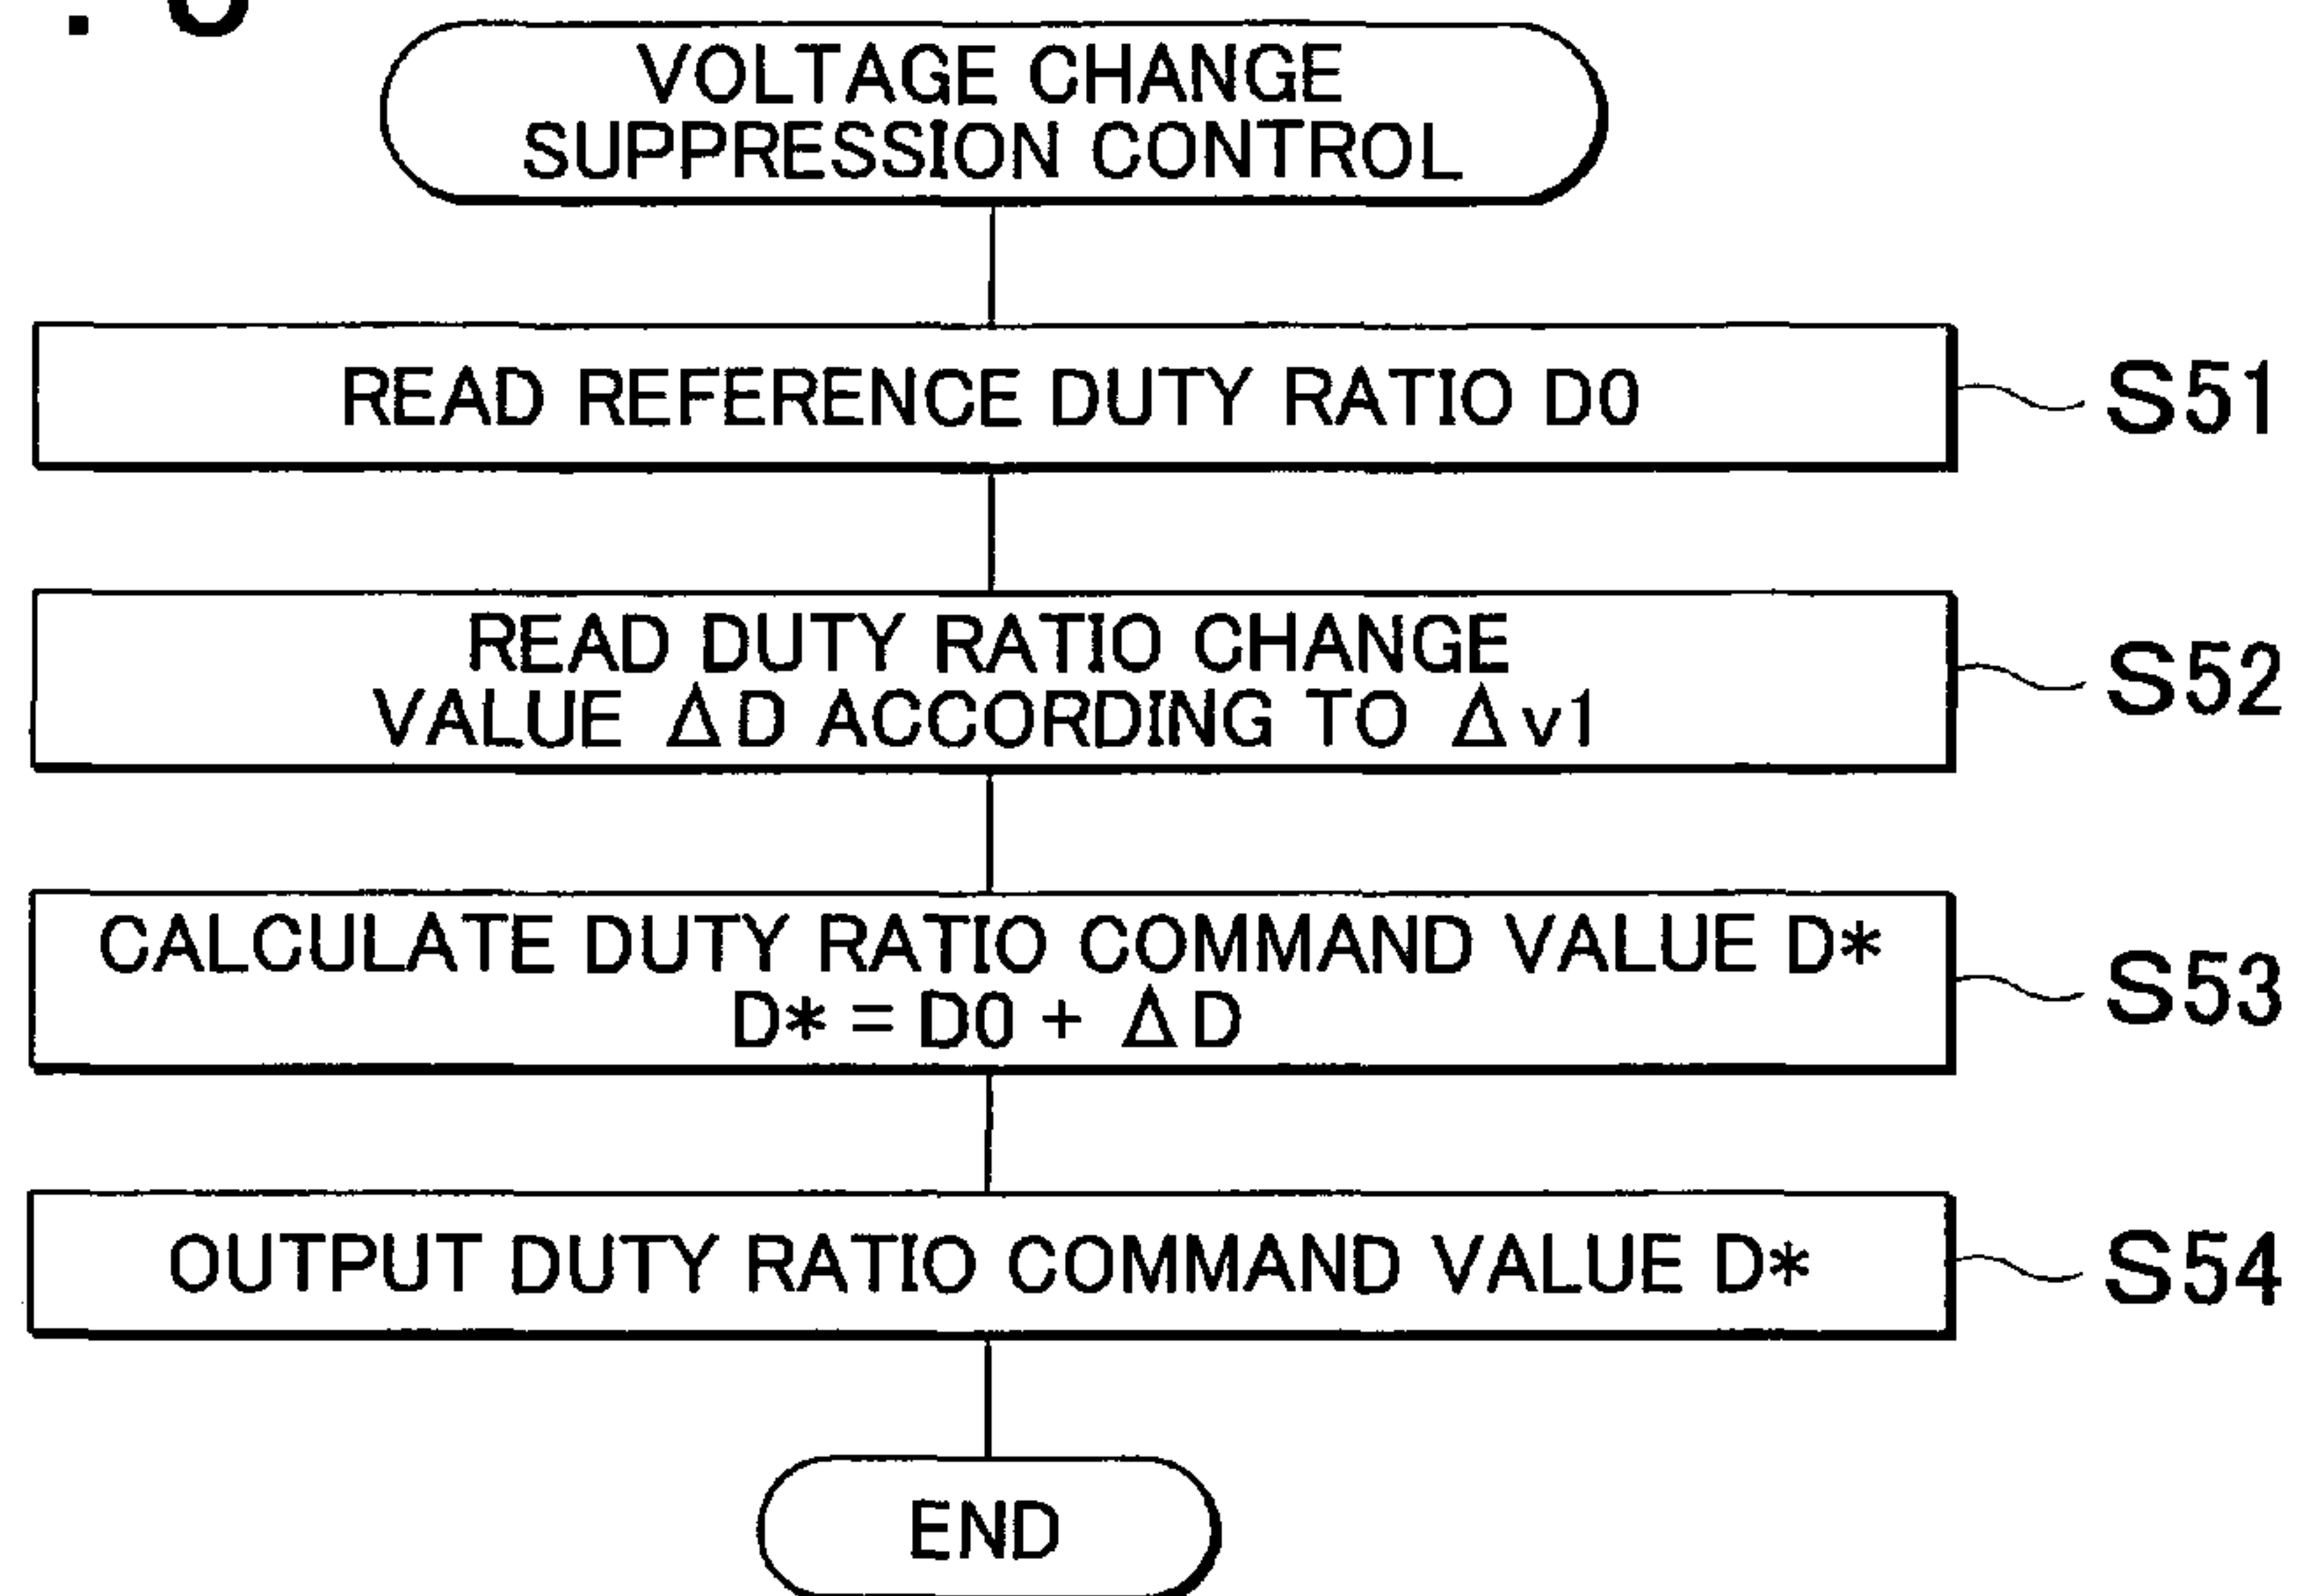 VOLTAGE CHANGE
SUPPRESSION CONTROL
READ REFERENCE DUTY RATIO D0
S51
READ DUTY RATIO CHANGE
VALUE ΔD ACCORDING TO Δv1
S52
CALCULATE DUTY RATIO COMMAND VALUE D*
D* = D0 + ΔD
S53
OUTPUT DUTY RATIO COMMAND VALUE D*
S54
END